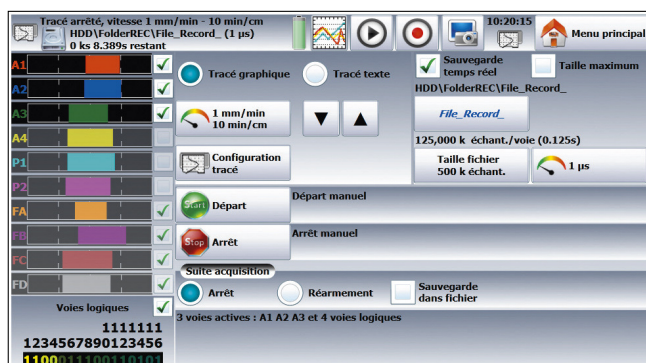 Tracé arrêté, vitesse 1 mm/min - 10 min/cm
HDD\FolderREC\File_Record_ (1 µs)
0 ks 8.389s restant
10:20:15
Menu principal
A1
A2
A3
A4
P1
P2
FA
FB
FC
FD
Voies logiques
1111111
1234567890123456
1100011100110101
Tracé graphique
Tracé texte
1 mm/min
10 min/cm
Configuration
tracé
Sauvegarde
temps réel
Taille maximum
HDD\FolderREC\File_Record_
File_Record_
125,000 k échant./voie (0.125s)
Taille fichier
500 k échant.
1 µs
Start
Départ
Départ manuel
Stop
Arrêt
Arrêt manuel
Suite acquisition
Arrêt
Réarmement
Sauvegarde
dans fichier
3 voies actives : A1 A2 A3 et 4 voies logiques